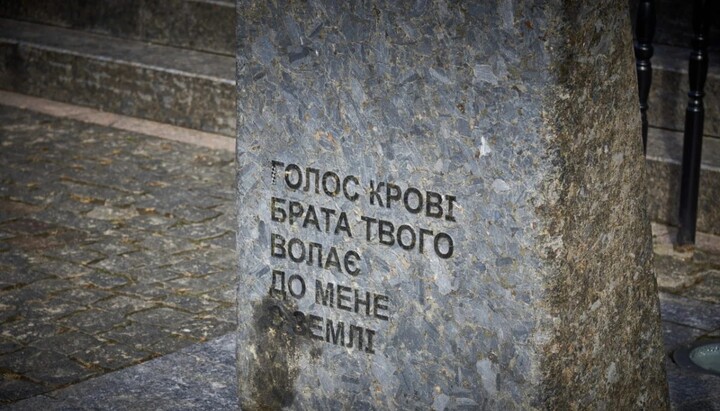 ГОЛОС КРОВІ
БРАТА ТВОГО
ВОЛАЄ
ДО МЕНЕ
З ЗЕМЛІ